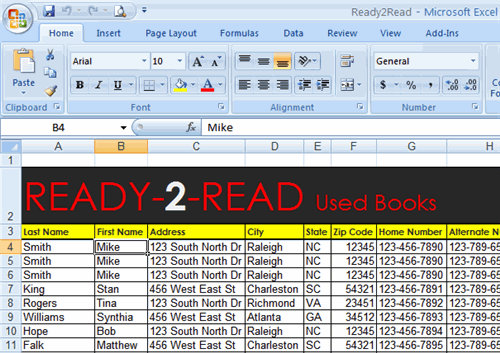 Ready2Read - Microsoft Excel
Home Insert Page Layout Formulas Data Review View Add-Ins
Arial 10 A A General
Paste B I U $ % , .0 .00 .00 .0
Clipboard Font Alignment Number
B4 fx Mike
A B C D E F G H
1
2 READY-2-READ Used Books
3 Last Name First Name Address City State Zip Code Home Number Alternate N
4 Smith Mike 123 South North Dr Raleigh NC 12345 123-456-7890 123-789-65
5 Smith Mike 123 South North Dr Raleigh NC 12345 123-456-7890 123-789-65
6 Smith Mike 123 South North Dr Raleigh NC 12345 123-456-7890 123-789-65
7 King Stan 456 West East St Charleston SC 54321 123-456-7891 123-789-65
8 Rogers Tina 123 South North Dr Richmond VA 23451 123-456-7892 123-789-65
9 Williams Synthia 456 West East St Atlanta GA 34512 123-456-7893 123-789-65
10 Hope Bob 123 South North Dr Raleigh NC 12345 123-456-7894 123-789-65
11 Falk Matthew 456 West East St Charleston SC 54321 123-456-7895 123-789-65